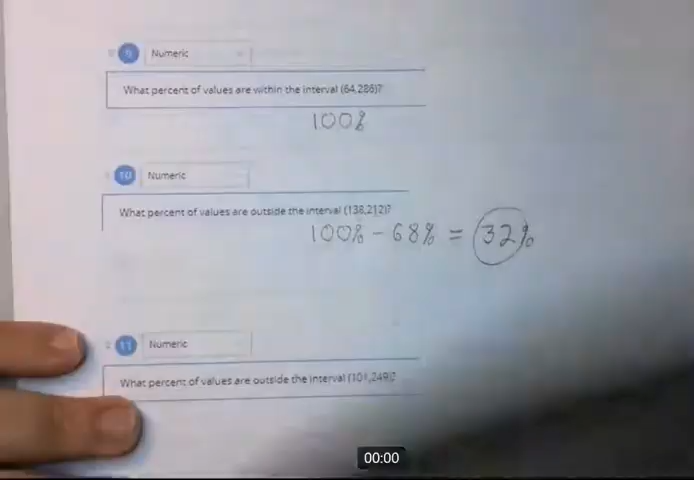 9 Numeric
What percent of values are within the interval (64,286)?
100%
10 Numeric
What percent of values are outside the interval (138,212)?
100% - 68% = 32%
11 Numeric
What percent of values are outside the interval (101,249)?
00:00